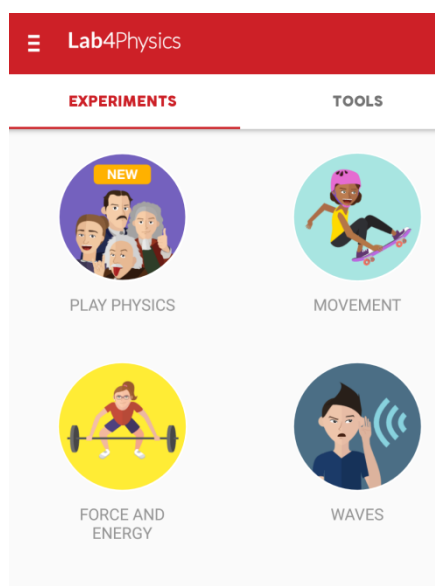 Lab4Physics
EXPERIMENTS TOOLS
NEW
PLAY PHYSICS MOVEMENT
FORCE AND
ENERGY
WAVES